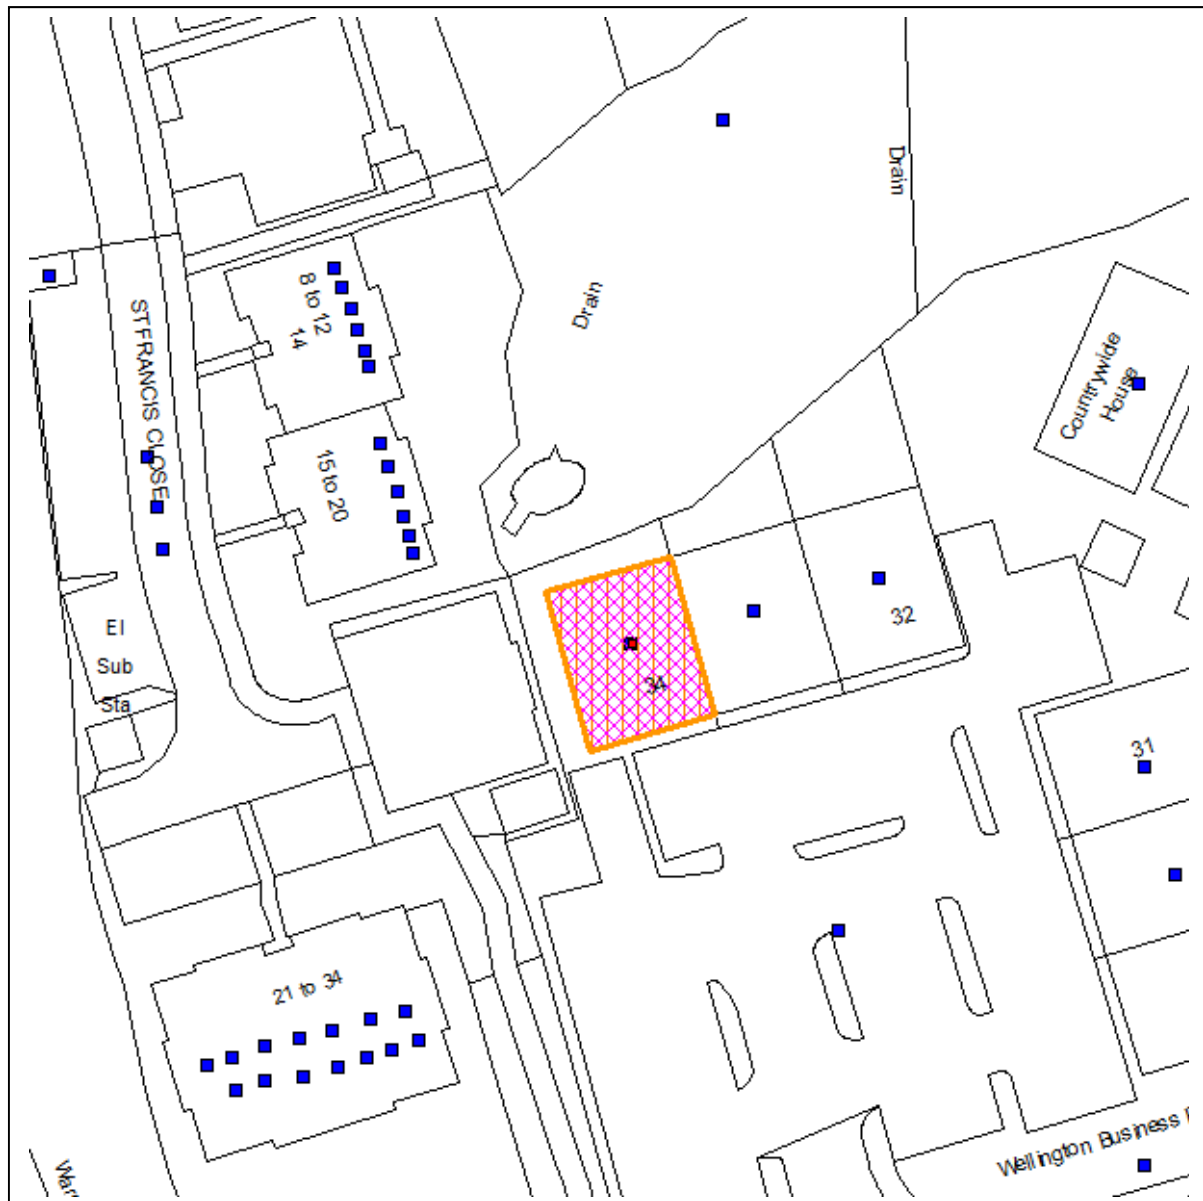 Drain
Drain
8 to 12
14
ST FRANCIS CLOSE
Countrywide
House
15 to 20
El
Sub
Sta
32
34
31
21 to 34
Wellington Business